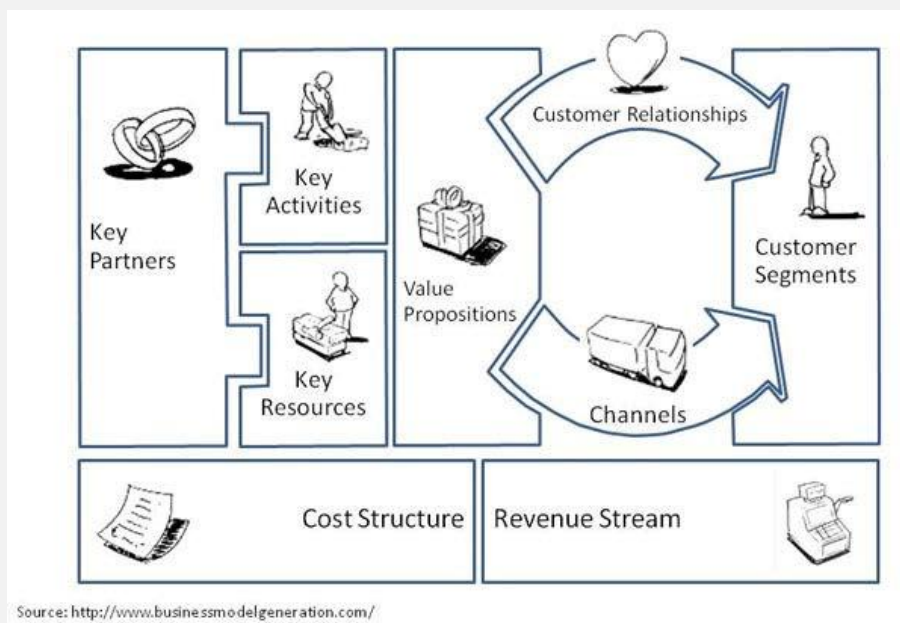 Key
Partners
Key
Activities
Key
Resources
Value
Propositions
Customer Relationships
Channels
Customer
Segments
Cost Structure
Revenue Stream
Source: http://www.businessmodelgeneration.com/